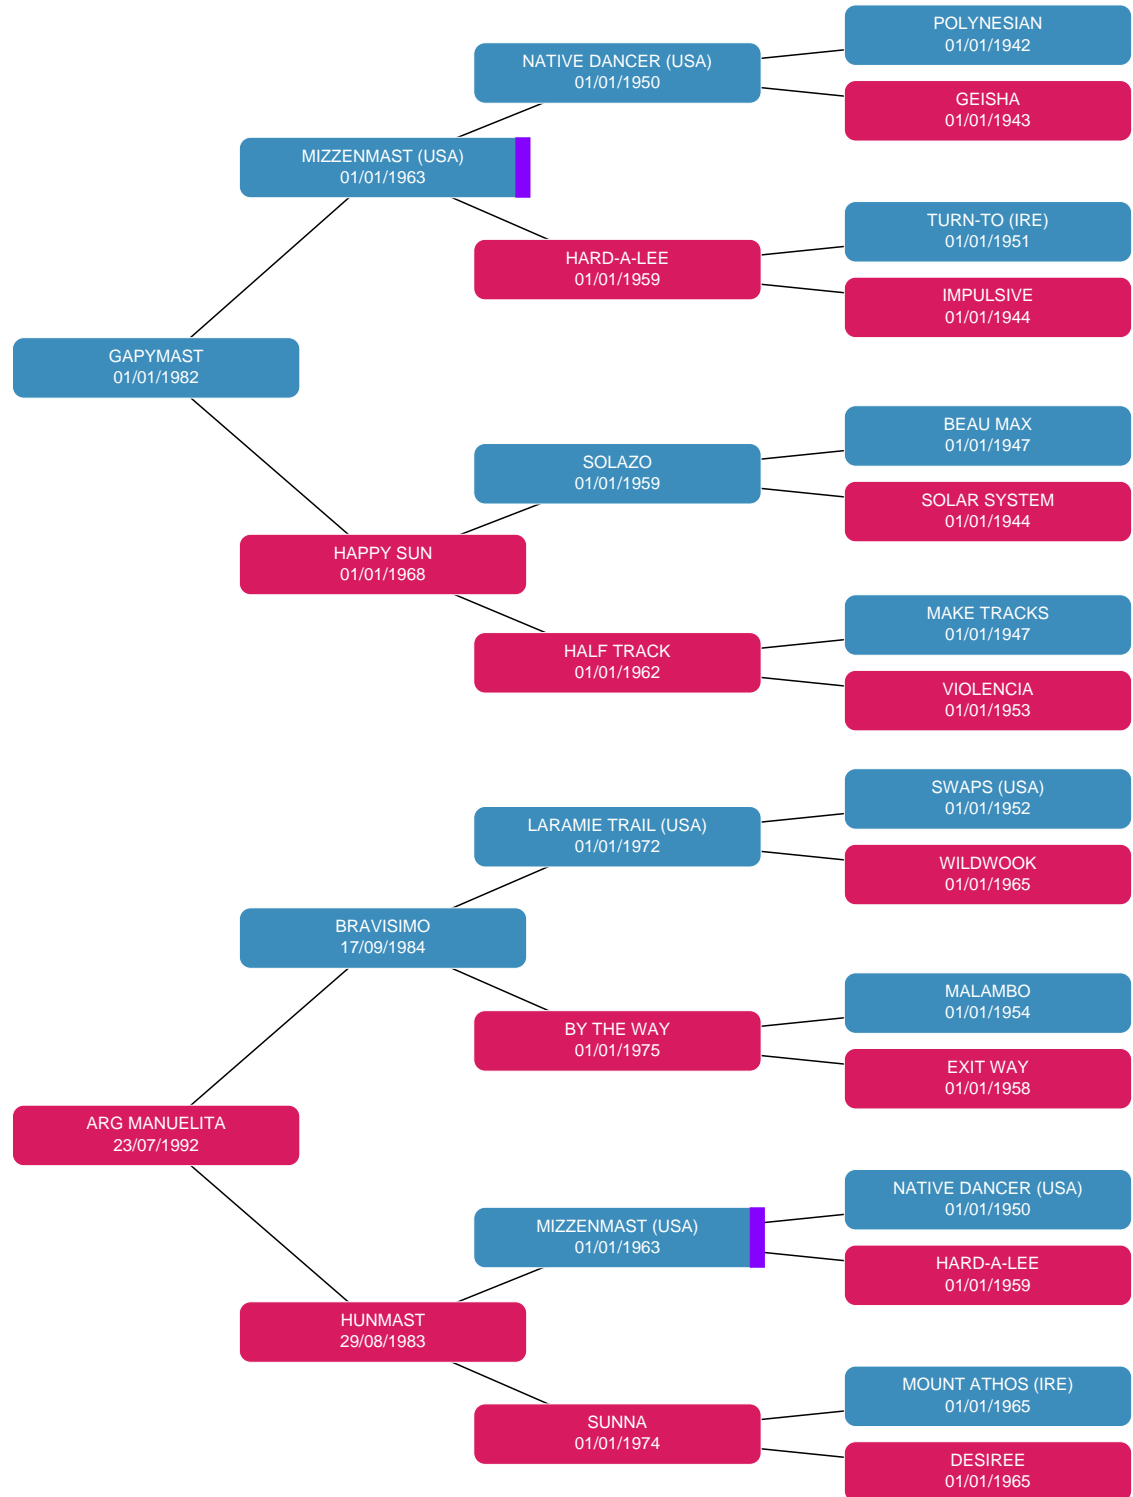 POLYNESIAN
01/01/1942
NATIVE DANCER (USA)
01/01/1950
GEISHA
01/01/1943
MIZZENMAST (USA)
01/01/1963
TURN-TO (IRE)
01/01/1951
HARD-A-LEE
01/01/1959
IMPULSIVE
01/01/1944
GAPYMAST
01/01/1982
BEAU MAX
01/01/1947
SOLAZO
01/01/1959
SOLAR SYSTEM
01/01/1944
HAPPY SUN
01/01/1968
MAKE TRACKS
01/01/1947
HALF TRACK
01/01/1962
VIOLENCIA
01/01/1953
SWAPS (USA)
01/01/1952
LARAMIE TRAIL (USA)
01/01/1972
WILDWOOK
01/01/1965
BRAVISIMO
17/09/1984
MALAMBO
01/01/1954
BY THE WAY
01/01/1975
EXIT WAY
01/01/1958
ARG MANUELITA
23/07/1992
NATIVE DANCER (USA)
01/01/1950
MIZZENMAST (USA)
01/01/1963
HARD-A-LEE
01/01/1959
HUNMAST
29/08/1983
MOUNT ATHOS (IRE)
01/01/1965
SUNNA
01/01/1974
DESIREE
01/01/1965